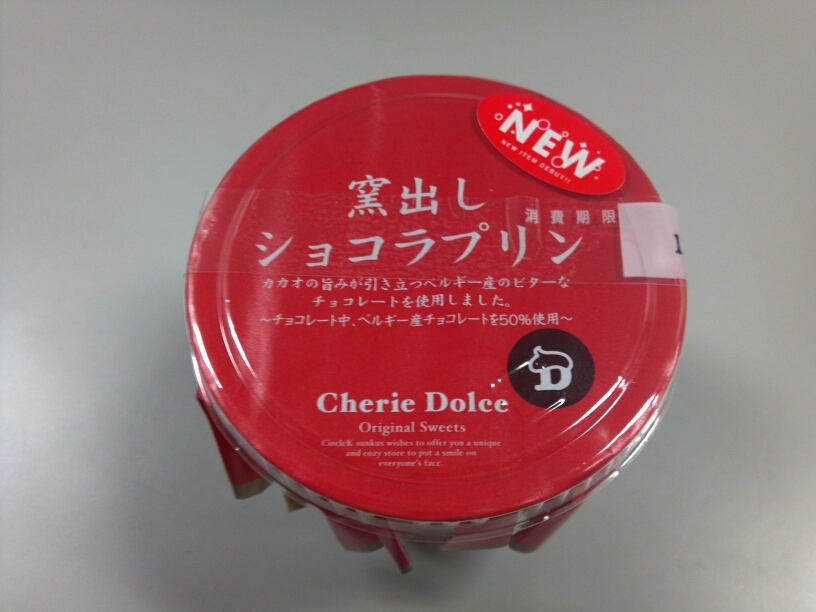 NEW
NEW ITEM DEBUT!!
窯出し
消費期限
1
ショコラプリン
カカオの旨みが引き立つベルギー産のビターな
チョコレートを使用しました。
〜チョコレート中、ベルギー産チョコレートを50%使用〜
D
Cherie Dolce
Original Sweets
CircleK sunkus wishes to offer you a unique
and cozy store to put a smile on
everyone's face.